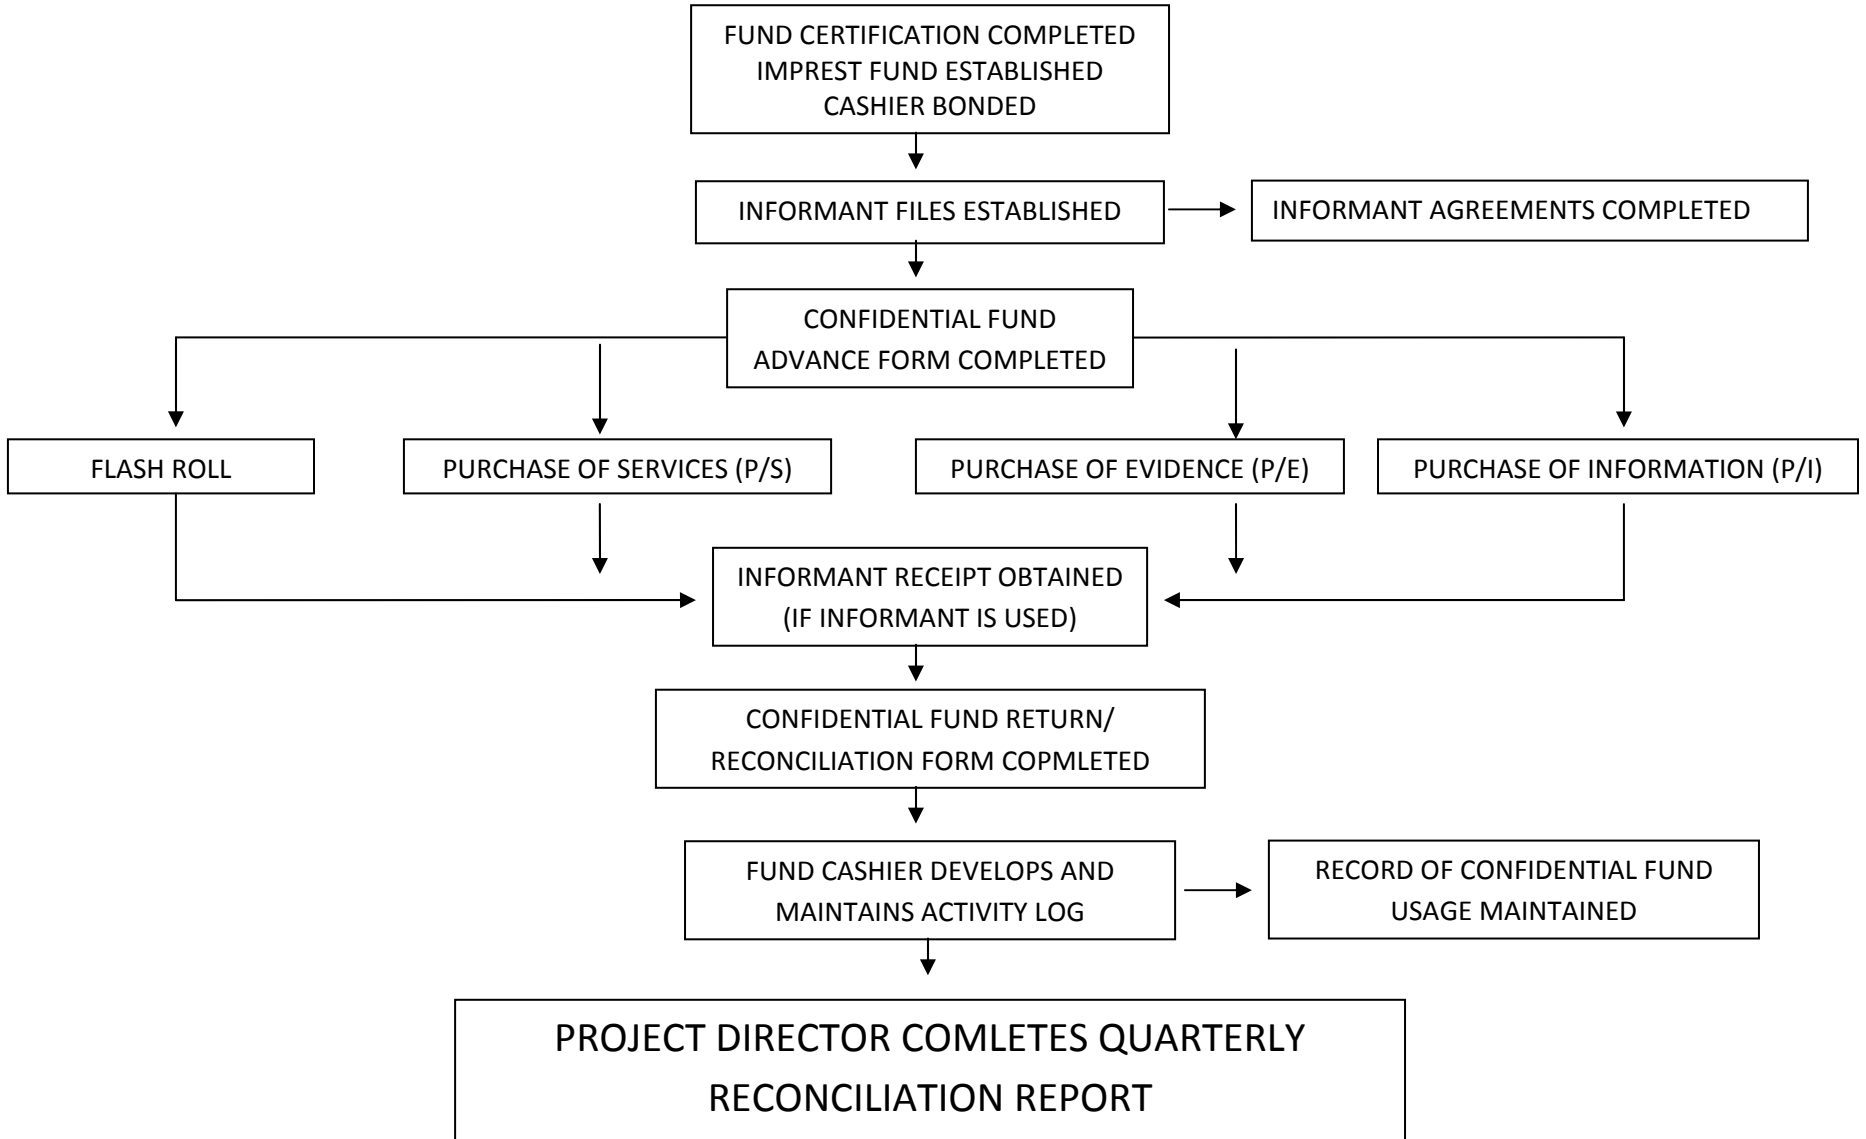 FUND CERTIFICATION COMPLETED
IMPREST FUND ESTABLISHED
CASHIER BONDED
INFORMANT FILES ESTABLISHED
INFORMANT AGREEMENTS COMPLETED
CONFIDENTIAL FUND
ADVANCE FORM COMPLETED
FLASH ROLL
PURCHASE OF SERVICES (P/S)
PURCHASE OF EVIDENCE (P/E)
PURCHASE OF INFORMATION (P/I)
INFORMANT RECEIPT OBTAINED
(IF INFORMANT IS USED)
CONFIDENTIAL FUND RETURN/
RECONCILIATION FORM COPMLETED
FUND CASHIER DEVELOPS AND
MAINTAINS ACTIVITY LOG
RECORD OF CONFIDENTIAL FUND
USAGE MAINTAINED
PROJECT DIRECTOR COMLETES QUARTERLY
RECONCILIATION REPORT